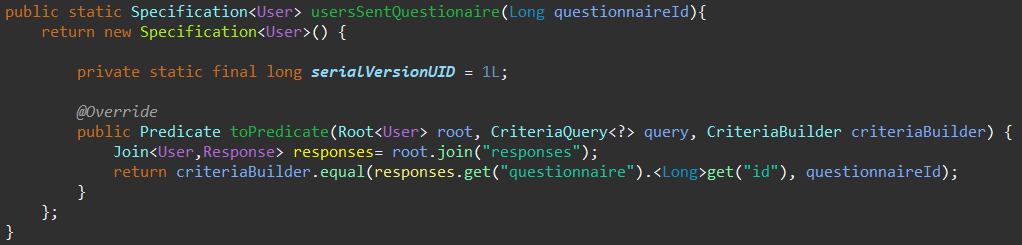 public static Specification<User> usersSentQuestionaire(Long questionnaireId){
    return new Specification<User>() {
        private static final long serialVersionUID = 1L;
        @Override
        public Predicate toPredicate(Root<User> root, CriteriaQuery<?> query, CriteriaBuilder criteriaBuilder) {
            Join<User,Response> responses= root.join("responses");
            return criteriaBuilder.equal(responses.get("questionnaire").<Long>get("id"), questionnaireId);
        }
    };
}